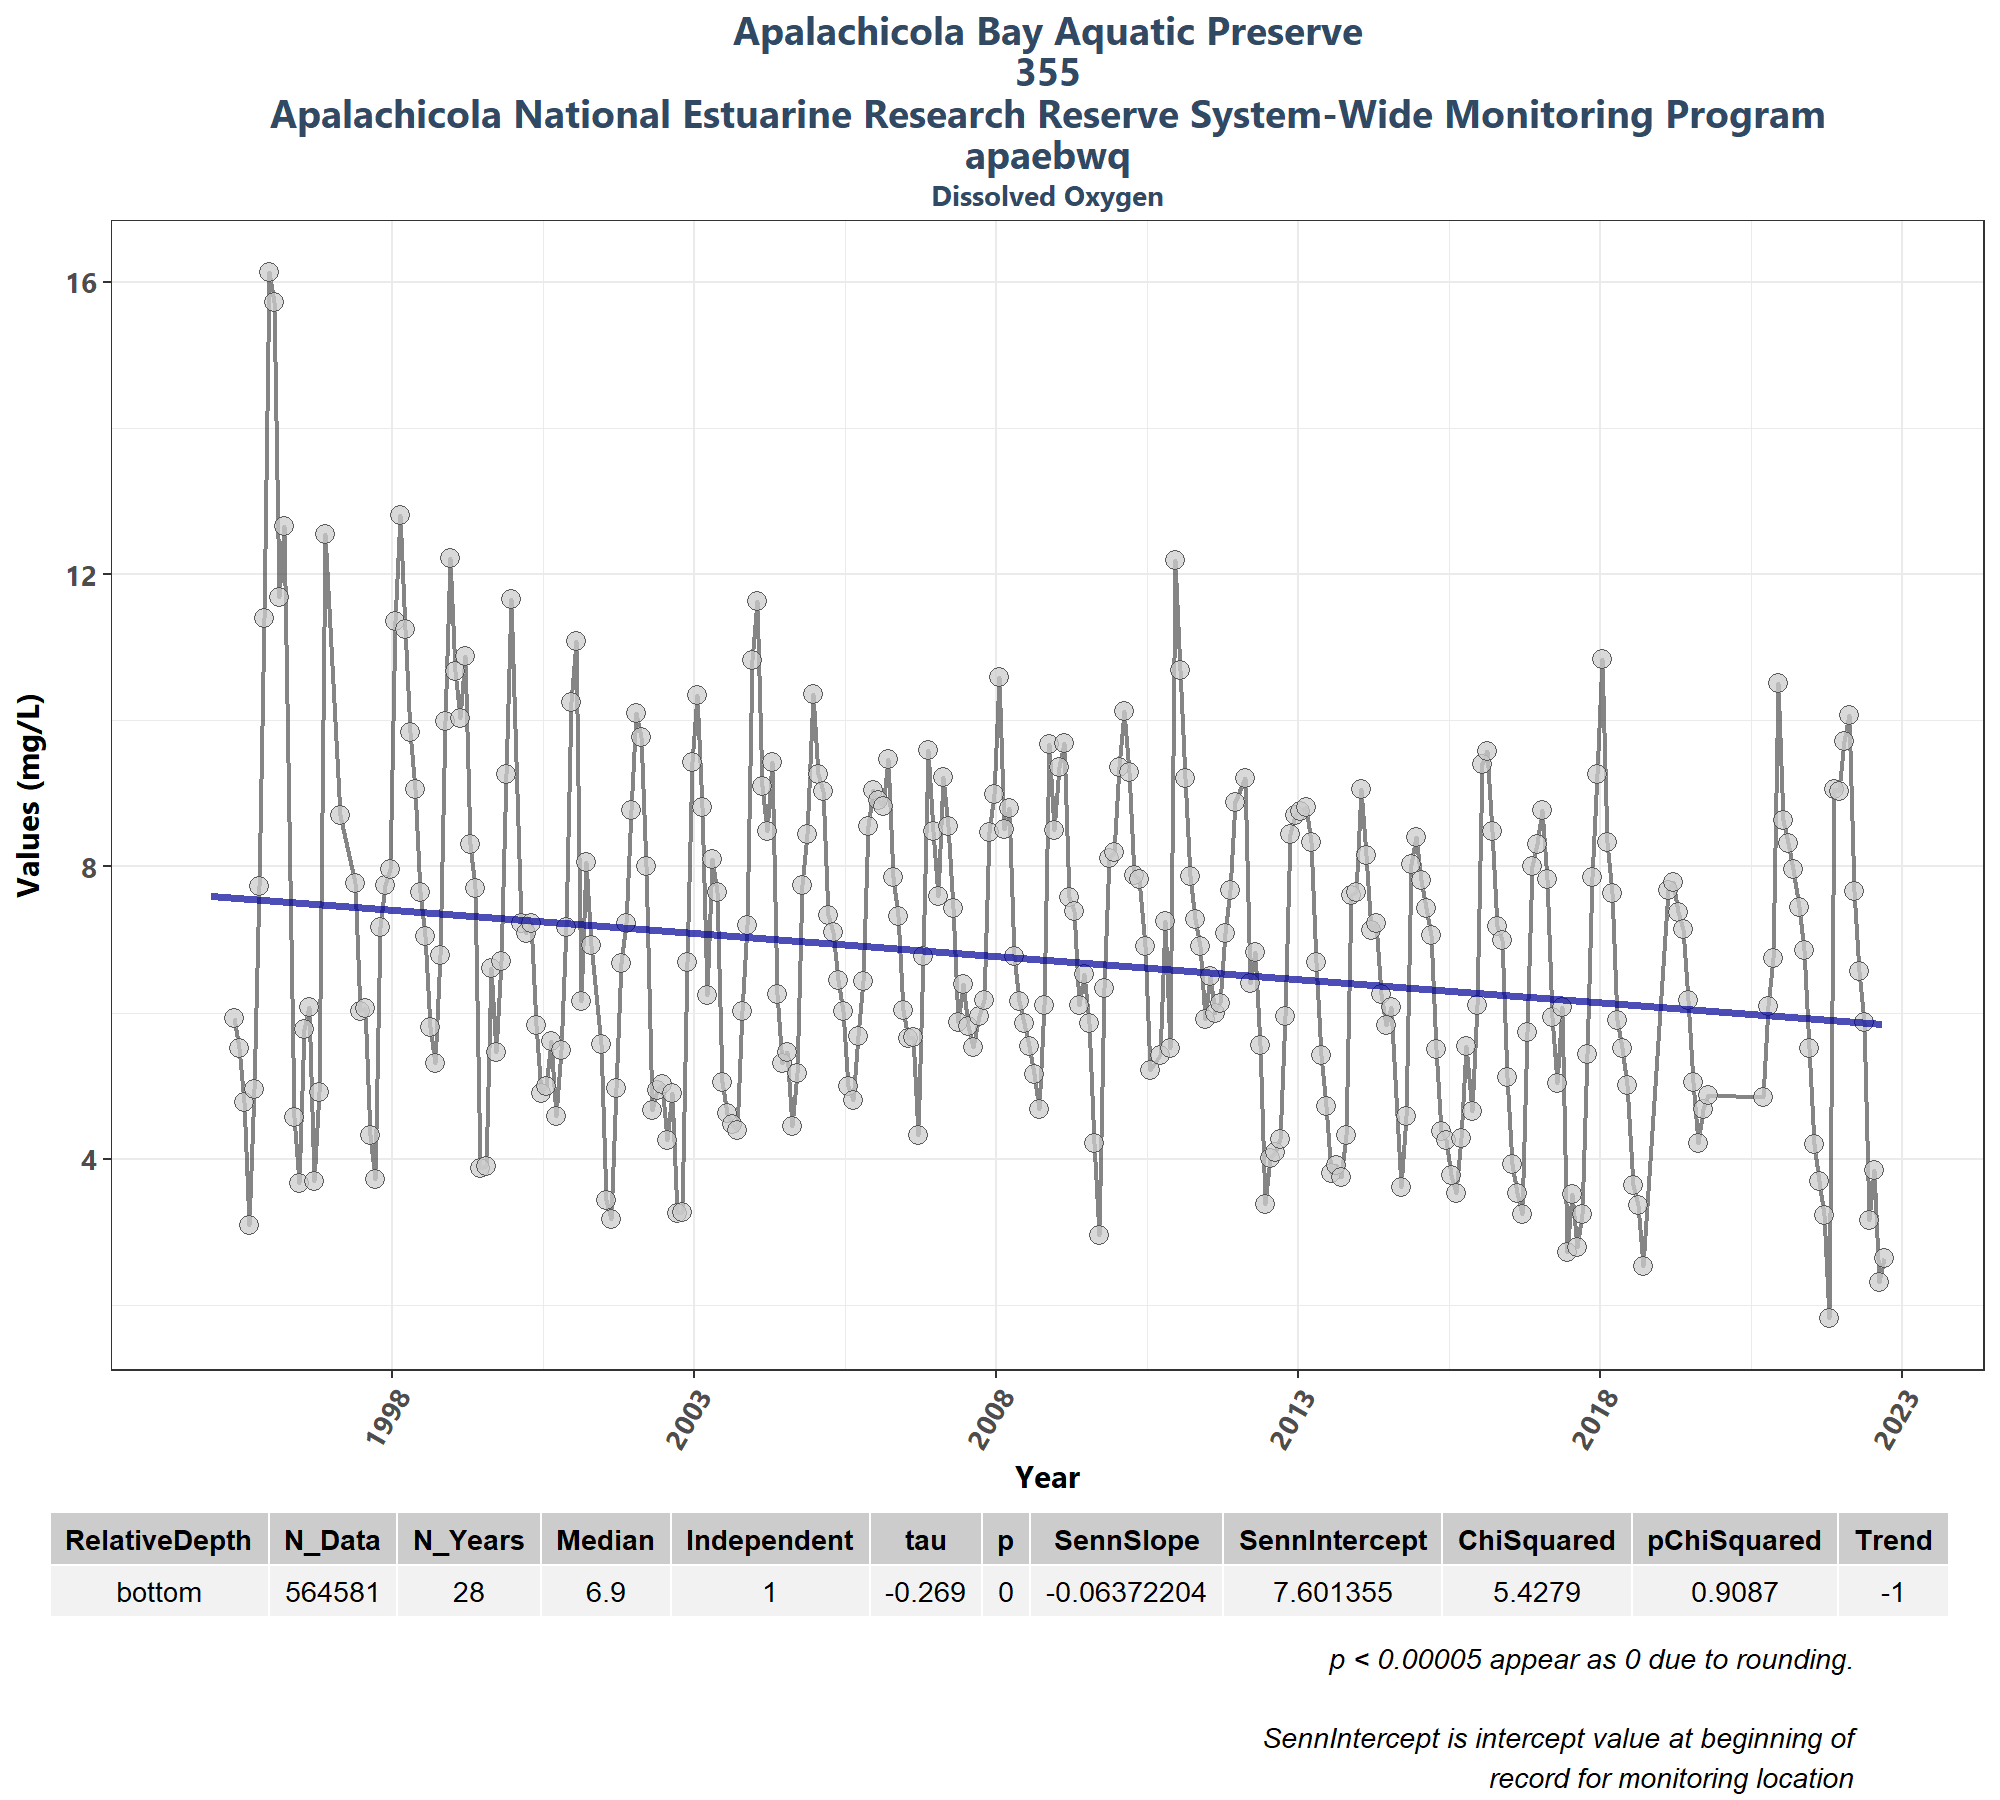 Apalachicola Bay Aquatic Preserve
355
Apalachicola National Estuarine Research Reserve System-Wide Monitoring Program
apaebwq
Dissolved Oxygen
Values (mg/L)
16
12
8
4
1998 2003 2008 2013 2018 2023
Year
RelativeDepth N_Data N_Years Median Independent tau p SennSlope SennIntercept ChiSquared pChiSquared Trend
bottom 564581 28 6.9 1 -0.269 0 -0.06372204 7.601355 5.4279 0.9087 -1
p < 0.00005 appear as 0 due to rounding.
SennIntercept is intercept value at beginning of
record for monitoring location